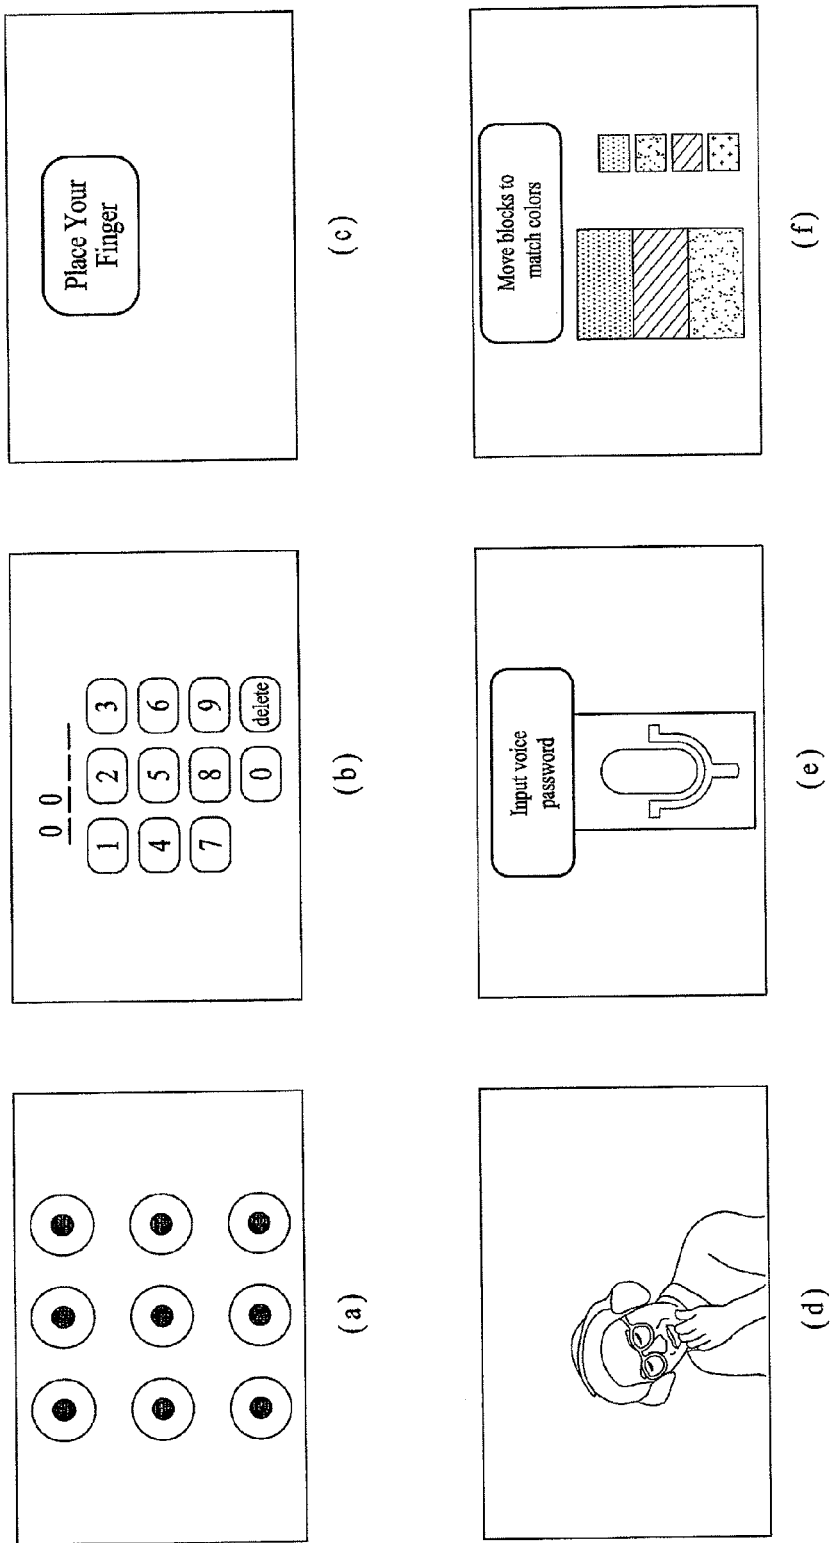 (a)
0 0
1 2 3
4 5 6
7 8 9
0 delete
(b)
Place Your
Finger
(c)
(d)
Input voice
password
(e)
Move blocks to
match colors
(f)